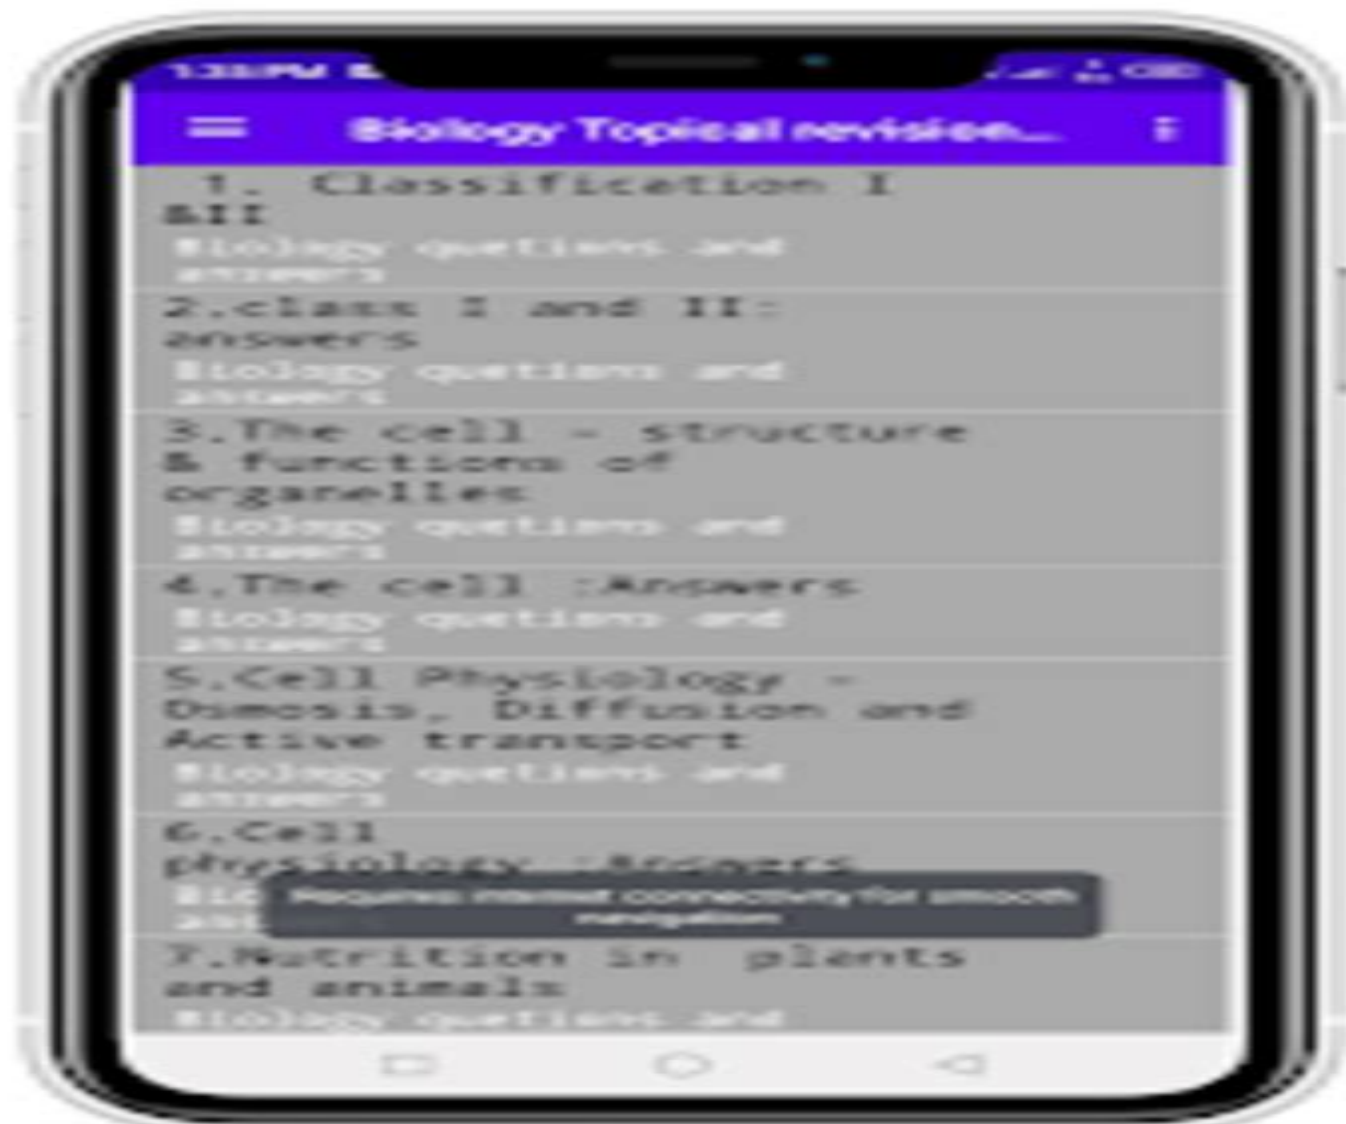 Biology Topical revision...
1. Classification I
&II
Biology quetions and
answers
2.class I and II:
answers
Biology quetions and
answers
3.The cell - structure
& functions of
organelles
Biology quetions and
answers
4.The cell :Answers
Biology quetions and
answers
5.Cell Physiology -
Osmosis, Diffusion and
Active transport
Biology quetions and
answers
6.Cell
physiology :Answers
Requires internet connectivity for smooth
navigation
7.Nutrition in plants
and animals
Biology quetions and